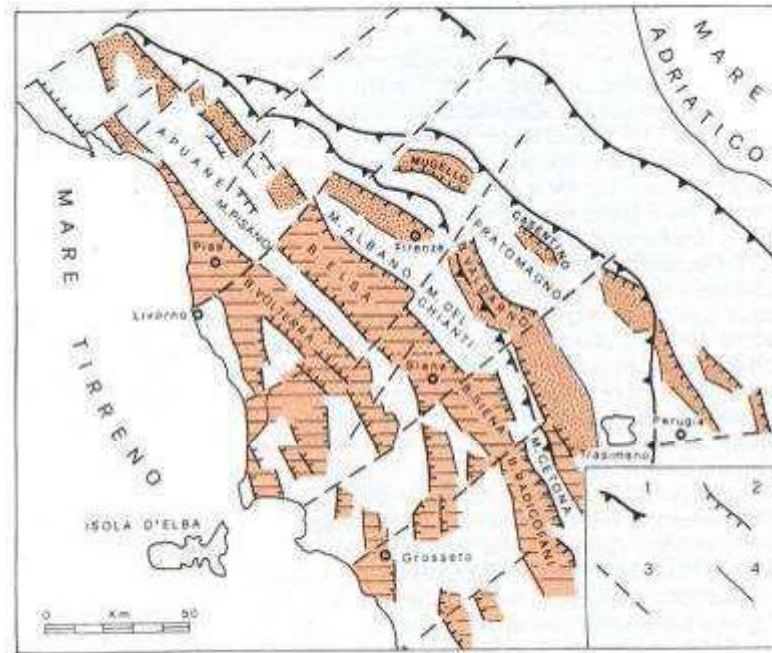 MARE
ADRIATICO
MARE
TIRRENO
APUANE
M.PISANO
MUGELLO
CASENTINO
PRATOMAGNO
M. ALBANO
Firenze
VALDARNO
M. DEL
CHIANTI
B. ELSA
Pisa
B.VOLTERRA
Livorno
Siena
B.SIENA
M.CETONA
B.RADICOFANI
Trasimeno
Perugia
ISOLA D'ELBA
Grosseto
0 Km 50
1
2
3
4